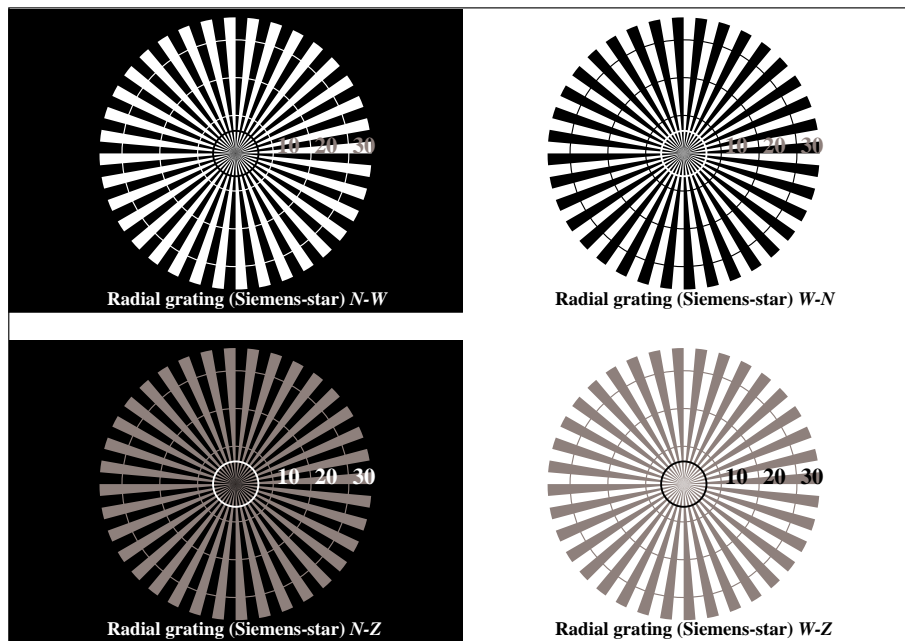 10 20 30
Radial grating (Siemens-star) N-W
10 20 30
Radial grating (Siemens-star) W-N
10 20 30
Radial grating (Siemens-star) N-Z
10 20 30
Radial grating (Siemens-star) W-Z